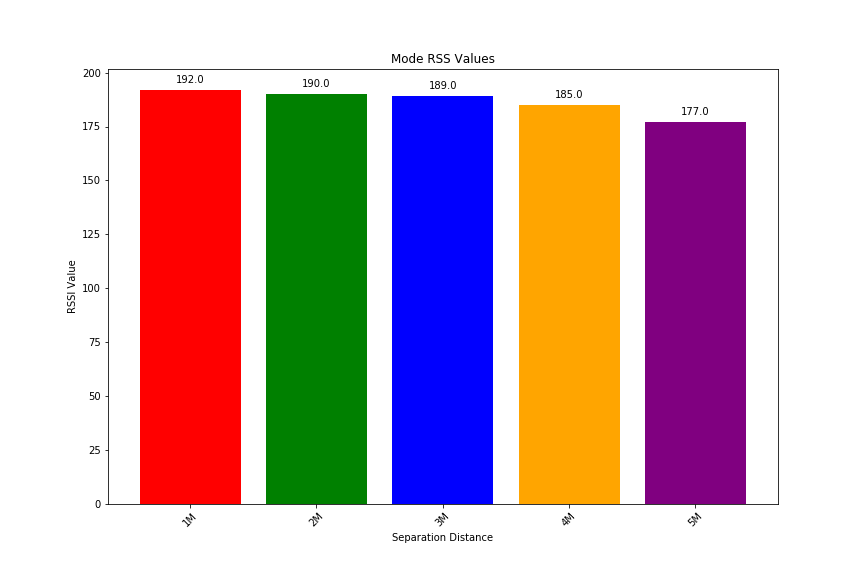 Mode RSS Values
192.0
190.0
189.0
185.0
177.0
200
175
150
125
100
75
50
25
0
RSSI Value
1M
2M
3M
4M
5M
Separation Distance